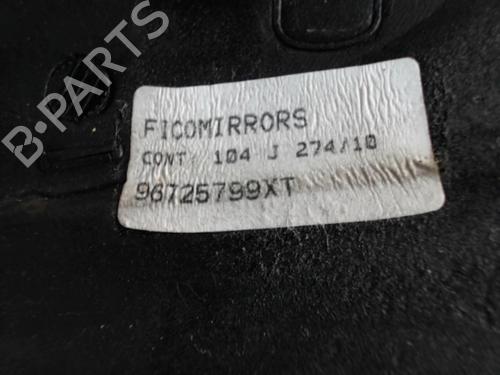 FICOMIRRORS
CONT. 104 J 274/10
96725799XT
B-PARTS